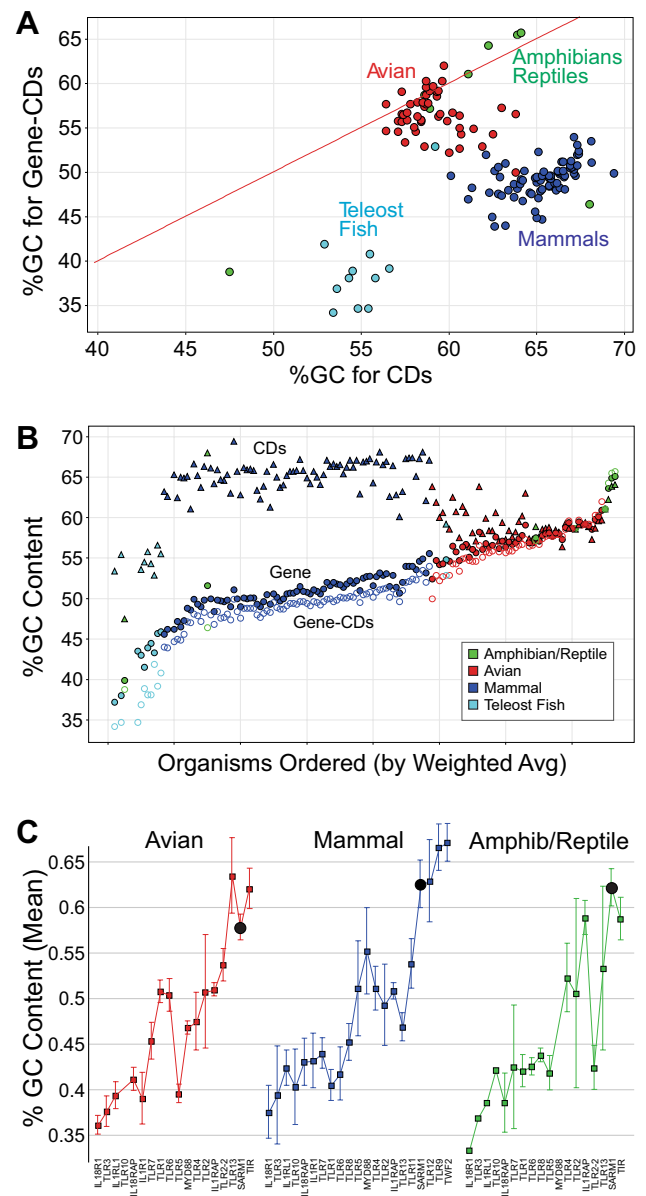 A
65
60
55
50
45
40
35
%GC for Gene-CDs
Avian
Amphibians
Reptiles
Teleost
Fish
Mammals
40 45 50 55 60 65 70
%GC for CDs
B
70
65
60
55
50
45
40
35
%GC Content
CDs
Gene
Gene-CDs
Amphibian/Reptile
Avian
Mammal
Teleost Fish
Organisms Ordered (by Weighted Avg)
C
Avian Mammal Amphib/Reptile
0.65
0.6
0.55
0.5
0.45
0.4
0.35
% GC Content (Mean)
IL18R1
TLR3
IL1RL1
TLR10
IL18RAP
IL1R1
TLR7
TLR1
TLR6
TLR5
MYD88
TLR4
TLR2
IL1RAP
TLR2-2
TLR13
SARM1
TIR
IL18R1
TLR3
IL1RL1
TLR10
IL18RAP
IL1R1
TLR7
TLR1
TLR6
TLR8
TLR5
MYD88
TLR4
TLR2
IL1RAP
TLR13
TLR11
SARM1
TLR12
TLR9
TWF2
IL18R1
TLR3
IL1RL1
TLR10
IL18RAP
TLR7
TLR1
TLR6
TLR8
TLR5
MYD88
TLR4
TLR2
IL1RAP
TLR2-2
TLR13
SARM1
TIR